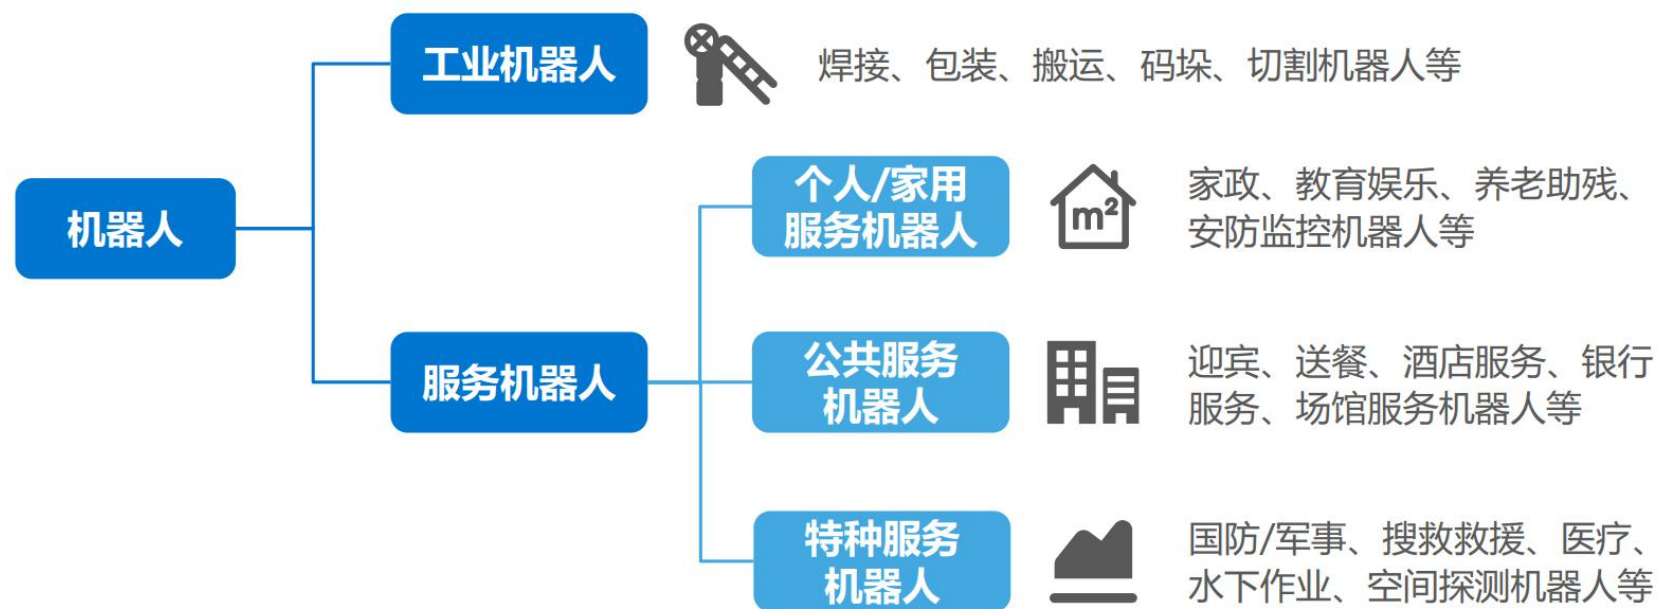 工业机器人
焊接、包装、搬运、码垛、切割机器人等
机器人
个人/家用
服务机器人
m²
家政、教育娱乐、养老助残、
安防监控机器人等
服务机器人
公共服务
机器人
迎宾、送餐、酒店服务、银行
服务、场馆服务机器人等
特种服务
机器人
国防/军事、搜救救援、医疗、
水下作业、空间探测机器人等